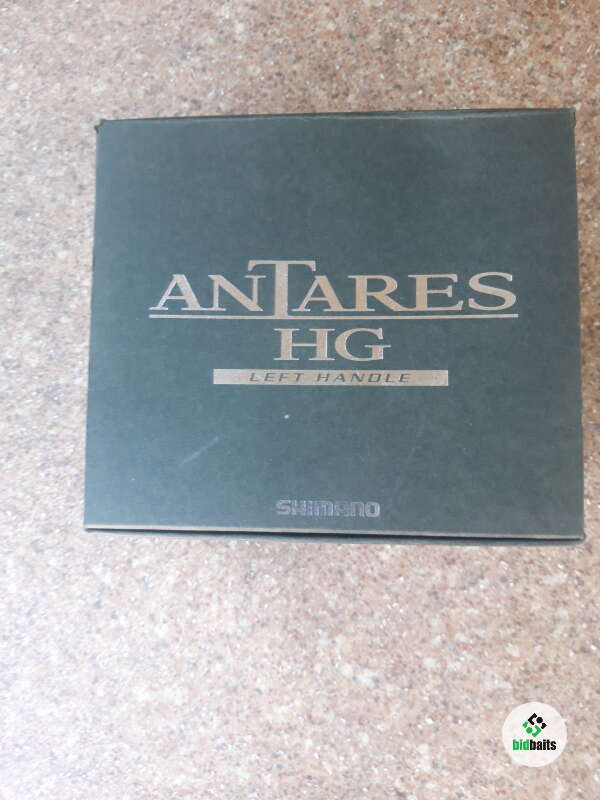 ANTARES
HG
LEFT HANDLE
SHIMANO
bidbaits